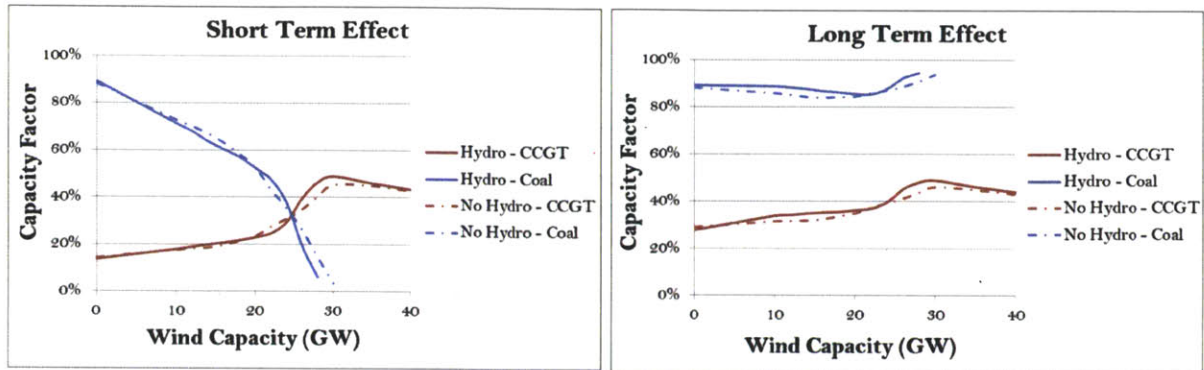 Short Term Effect
Capacity Factor
100%
80%
60%
40%
20%
0%
0
10
20
30
40
Wind Capacity (GW)
Hydro - CCGT
Hydro - Coal
No Hydro - CCGT
No Hydro - Coal
Long Term Effect
Capacity Factor
100%
80%
60%
40%
20%
0%
0
10
20
30
40
Wind Capacity (GW)
Hydro - CCGT
Hydro - Coal
No Hydro - CCGT
No Hydro - Coal